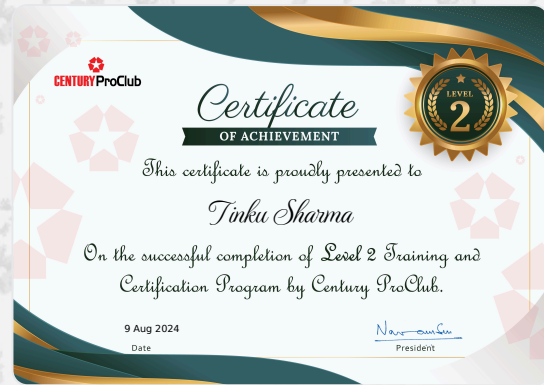 CENTURY ProClub
Certificate
OF ACHIEVEMENT
LEVEL
2
This certificate is proudly presented to
Tinku Sharma
On the successful completion of Level 2 Training and
Certification Program by Century ProClub.
9 Aug 2024
Date
President